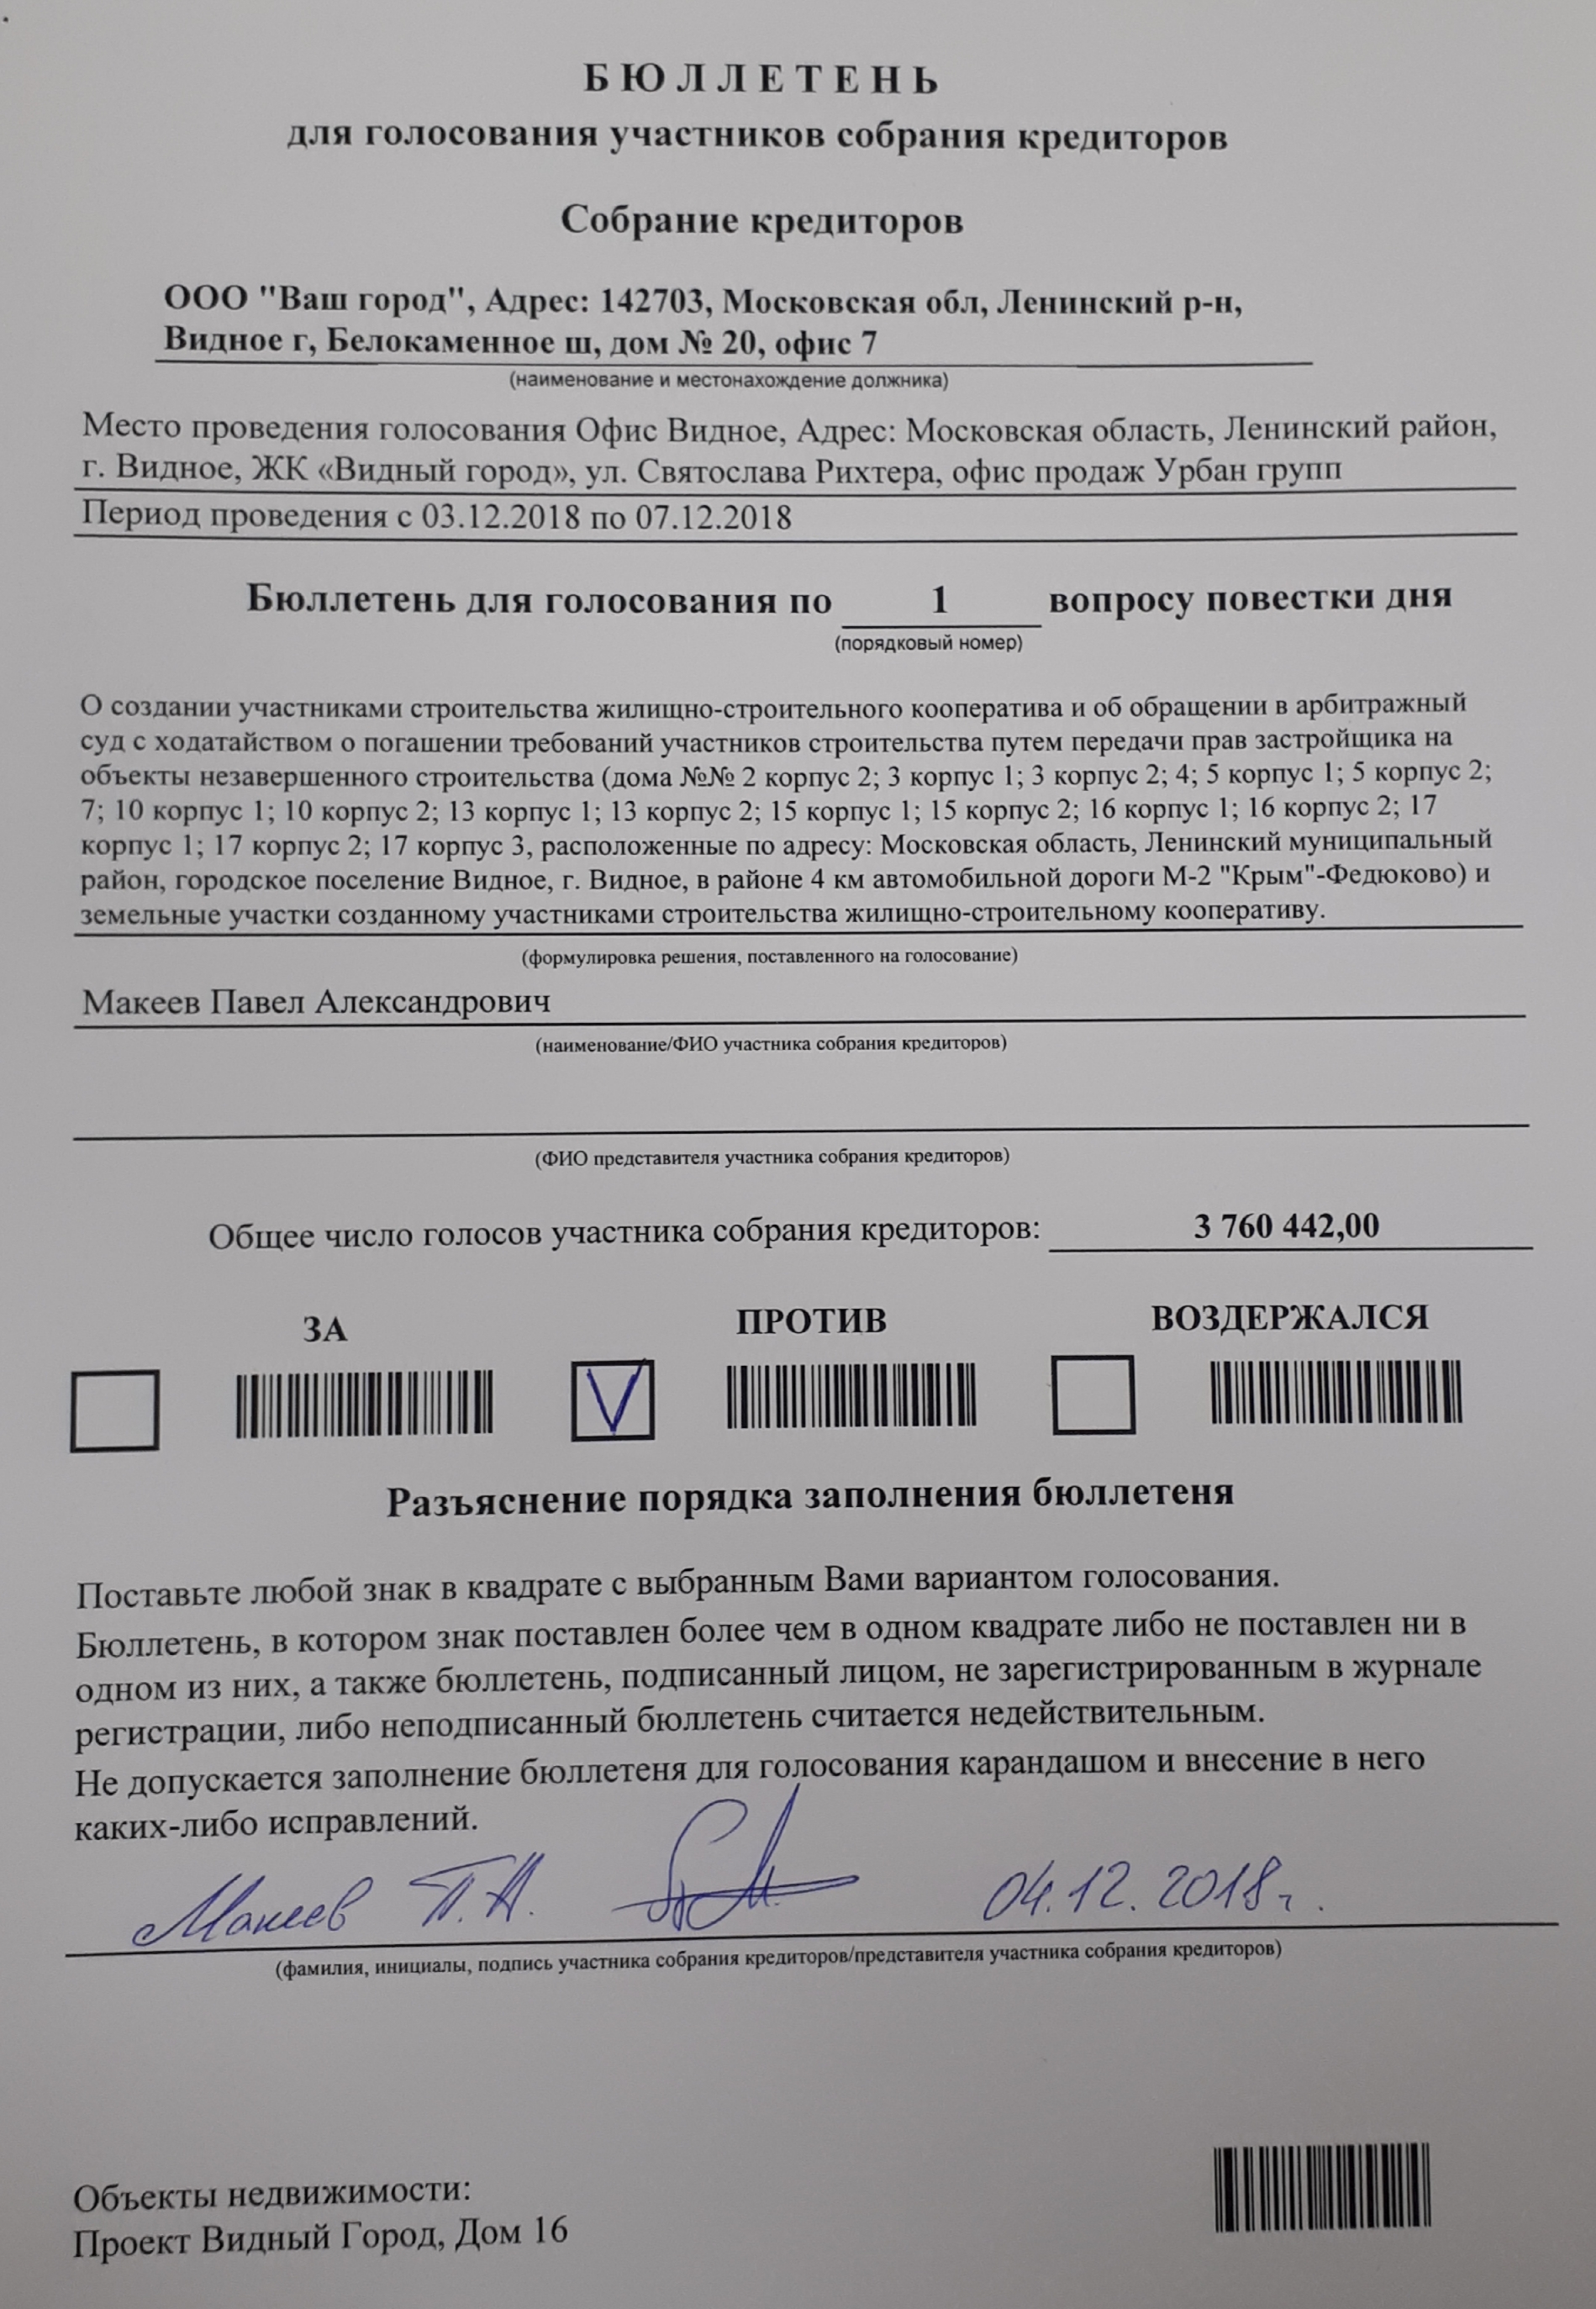 БЮЛЛЕТЕНЬ
для голосования участников собрания кредиторов
Собрание кредиторов
ООО "Ваш город", Адрес: 142703, Московская обл, Ленинский р-н,
Видное г, Белокаменное ш, дом № 20, офис 7
(наименование и местонахождение должника)
Место проведения голосования Офис Видное, Адрес: Московская область, Ленинский район,
г. Видное, ЖК «Видный город», ул. Святослава Рихтера, офис продаж Урбан групп
Период проведения с 03.12.2018 по 07.12.2018
Бюллетень для голосования по 1 вопросу повестки дня
(порядковый номер)
О создании участниками строительства жилищно-строительного кооператива и об обращении в арбитражный
суд с ходатайством о погашении требований участников строительства путем передачи прав застройщика на
объекты незавершенного строительства (дома №№ 2 корпус 2; 3 корпус 1; 3 корпус 2; 4; 5 корпус 1; 5 корпус 2;
7; 10 корпус 1; 10 корпус 2; 13 корпус 1; 13 корпус 2; 15 корпус 1; 15 корпус 2; 16 корпус 1; 16 корпус 2; 17
корпус 1; 17 корпус 2; 17 корпус 3, расположенные по адресу: Московская область, Ленинский муниципальный
район, городское поселение Видное, г. Видное, в районе 4 км автомобильной дороги М-2 "Крым"-Федюково) и
земельные участки созданному участниками строительства жилищно-строительному кооперативу.
(формулировка решения, поставленного на голосование)
Макеев Павел Александрович
(наименование/ФИО участника собрания кредиторов)
(ФИО представителя участника собрания кредиторов)
Общее число голосов участника собрания кредиторов: 3 760 442,00
ЗА ПРОТИВ ВОЗДЕРЖАЛСЯ
V
Разъяснение порядка заполнения бюллетеня
Поставьте любой знак в квадрате с выбранным Вами вариантом голосования.
Бюллетень, в котором знак поставлен более чем в одном квадрате либо не поставлен ни в
одном из них, а также бюллетень, подписанный лицом, не зарегистрированным в журнале
регистрации, либо неподписанный бюллетень считается недействительным.
Не допускается заполнение бюллетеня для голосования карандашом и внесение в него
каких-либо исправлений.
Макеев П.А. 04.12.2018г.
(фамилия, инициалы, подпись участника собрания кредиторов/представителя участника собрания кредиторов)
Объекты недвижимости:
Проект Видный Город, Дом 16